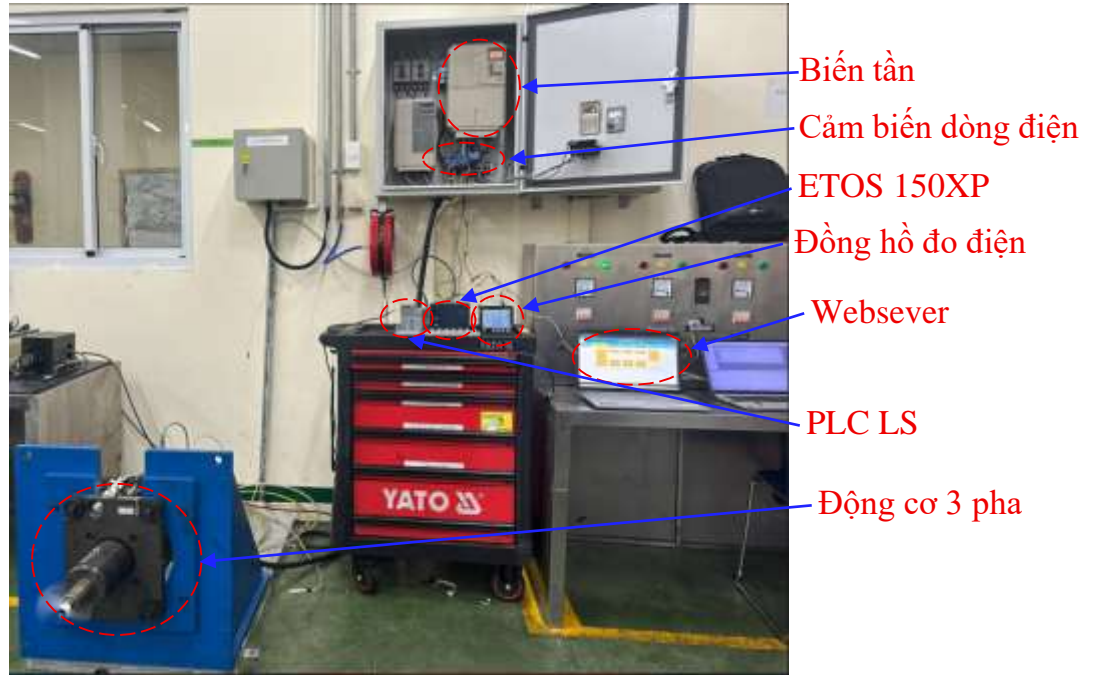 Biến tần
Cảm biến dòng điện
ETOS 150XP
Đồng hồ đo điện
Websever
PLC LS
YATO
Động cơ 3 pha